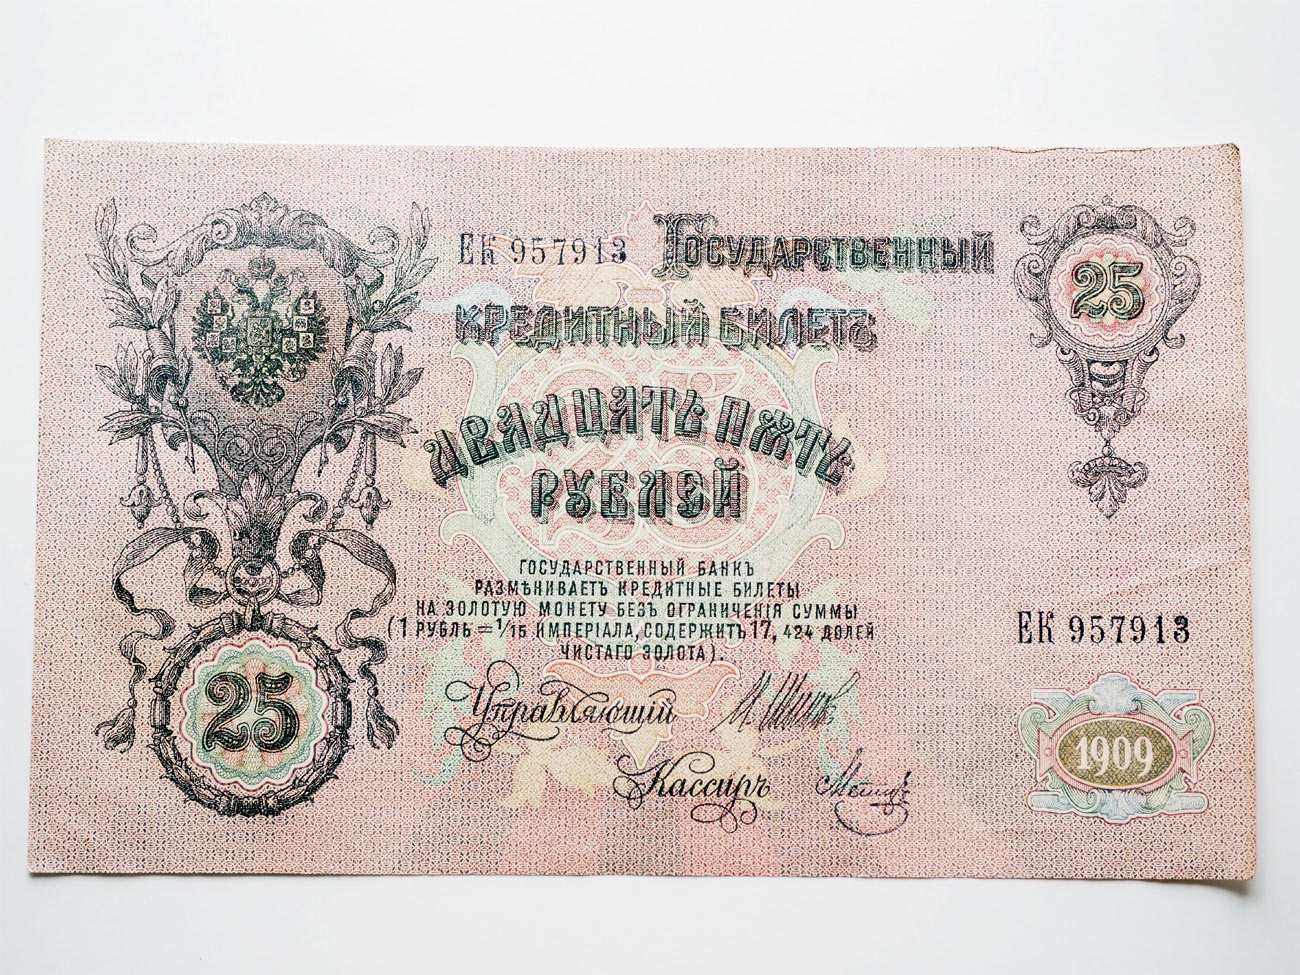 ЕК 957913 Государственный
25
Кредитный Билетъ
Двадцать пять
рублей
Государственный Банкъ
размѣниваетъ кредитные билеты
на золотую монету безъ ограниченія суммы
(1 рубль = 1/15 имперіала, содержитъ 17,424 долей
чистаго золота).
ЕК 957913
25
Управляющій
1909
Кассиръ